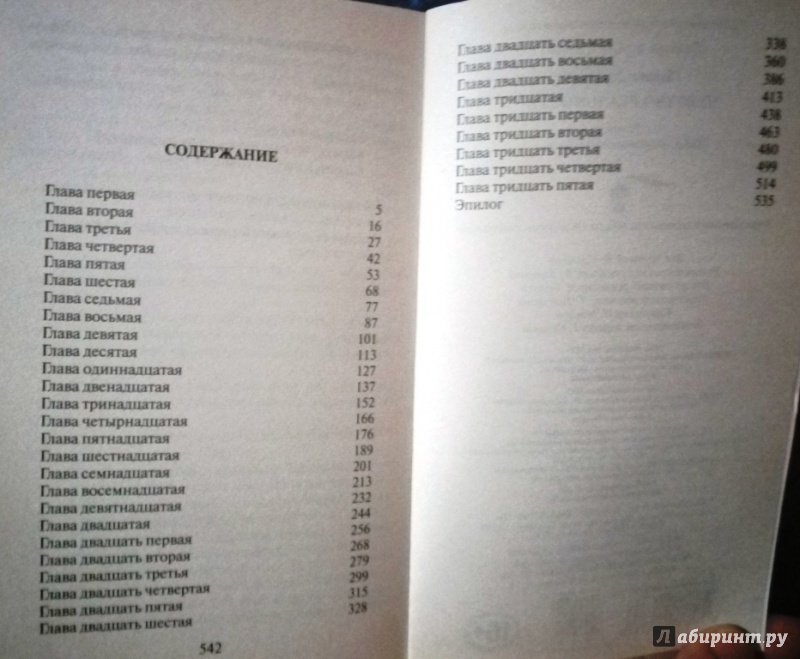 СОДЕРЖАНИЕ
Глава первая 5
Глава вторая 16
Глава третья 27
Глава четвертая 42
Глава пятая 53
Глава шестая 68
Глава седьмая 77
Глава восьмая 87
Глава девятая 101
Глава десятая 113
Глава одиннадцатая 127
Глава двенадцатая 137
Глава тринадцатая 152
Глава четырнадцатая 166
Глава пятнадцатая 176
Глава шестнадцатая 189
Глава семнадцатая 201
Глава восемнадцатая 213
Глава девятнадцатая 232
Глава двадцатая 244
Глава двадцать первая 256
Глава двадцать вторая 268
Глава двадцать третья 279
Глава двадцать четвертая 299
Глава двадцать пятая 315
Глава двадцать шестая 328
542
Глава двадцать седьмая 336
Глава двадцать восьмая 360
Глава двадцать девятая 386
Глава тридцатая 413
Глава тридцать первая 438
Глава тридцать вторая 463
Глава тридцать третья 480
Глава тридцать четвертая 499
Глава тридцать пятая 514
Эпилог 535
Лабиринт.ру